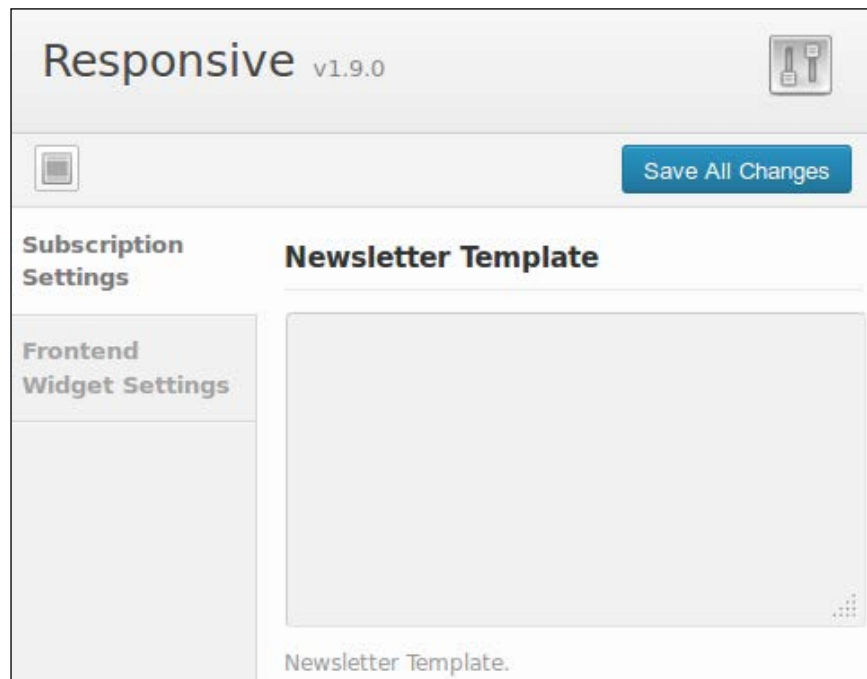 Responsive v1.9.0
Save All Changes
Subscription
Settings
Newsletter Template
Frontend
Widget Settings
Newsletter Template.